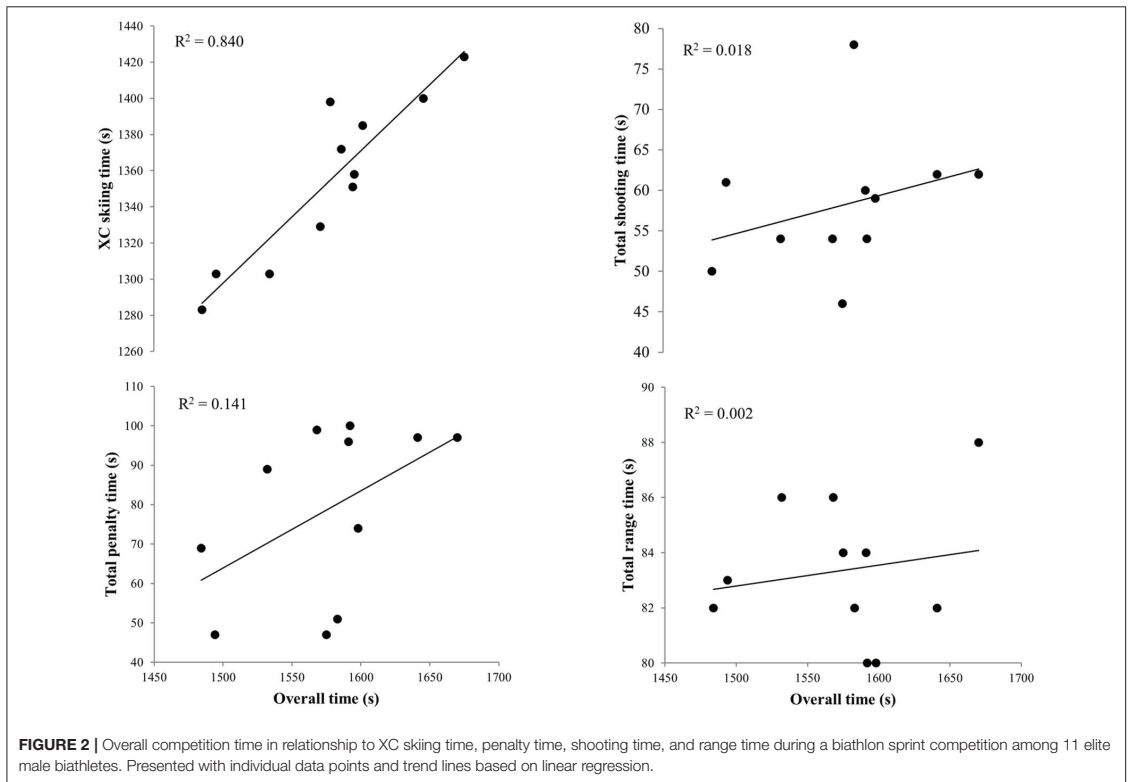 1440
1420
1400
1380
1360
1340
1320
1300
1280
1260
XC skiing time (s)
R² = 0.840
80
75
70
65
60
55
50
45
40
Total shooting time (s)
R² = 0.018
110
100
90
80
70
60
50
40
Total penalty time (s)
R² = 0.141
1450 1500 1550 1600 1650 1700
Overall time (s)
90
88
86
84
82
80
Total range time (s)
R² = 0.002
1450 1500 1550 1600 1650 1700
Overall time (s)
FIGURE 2 | Overall competition time in relationship to XC skiing time, penalty time, shooting time, and range time during a biathlon sprint competition among 11 elite
male biathletes. Presented with individual data points and trend lines based on linear regression.